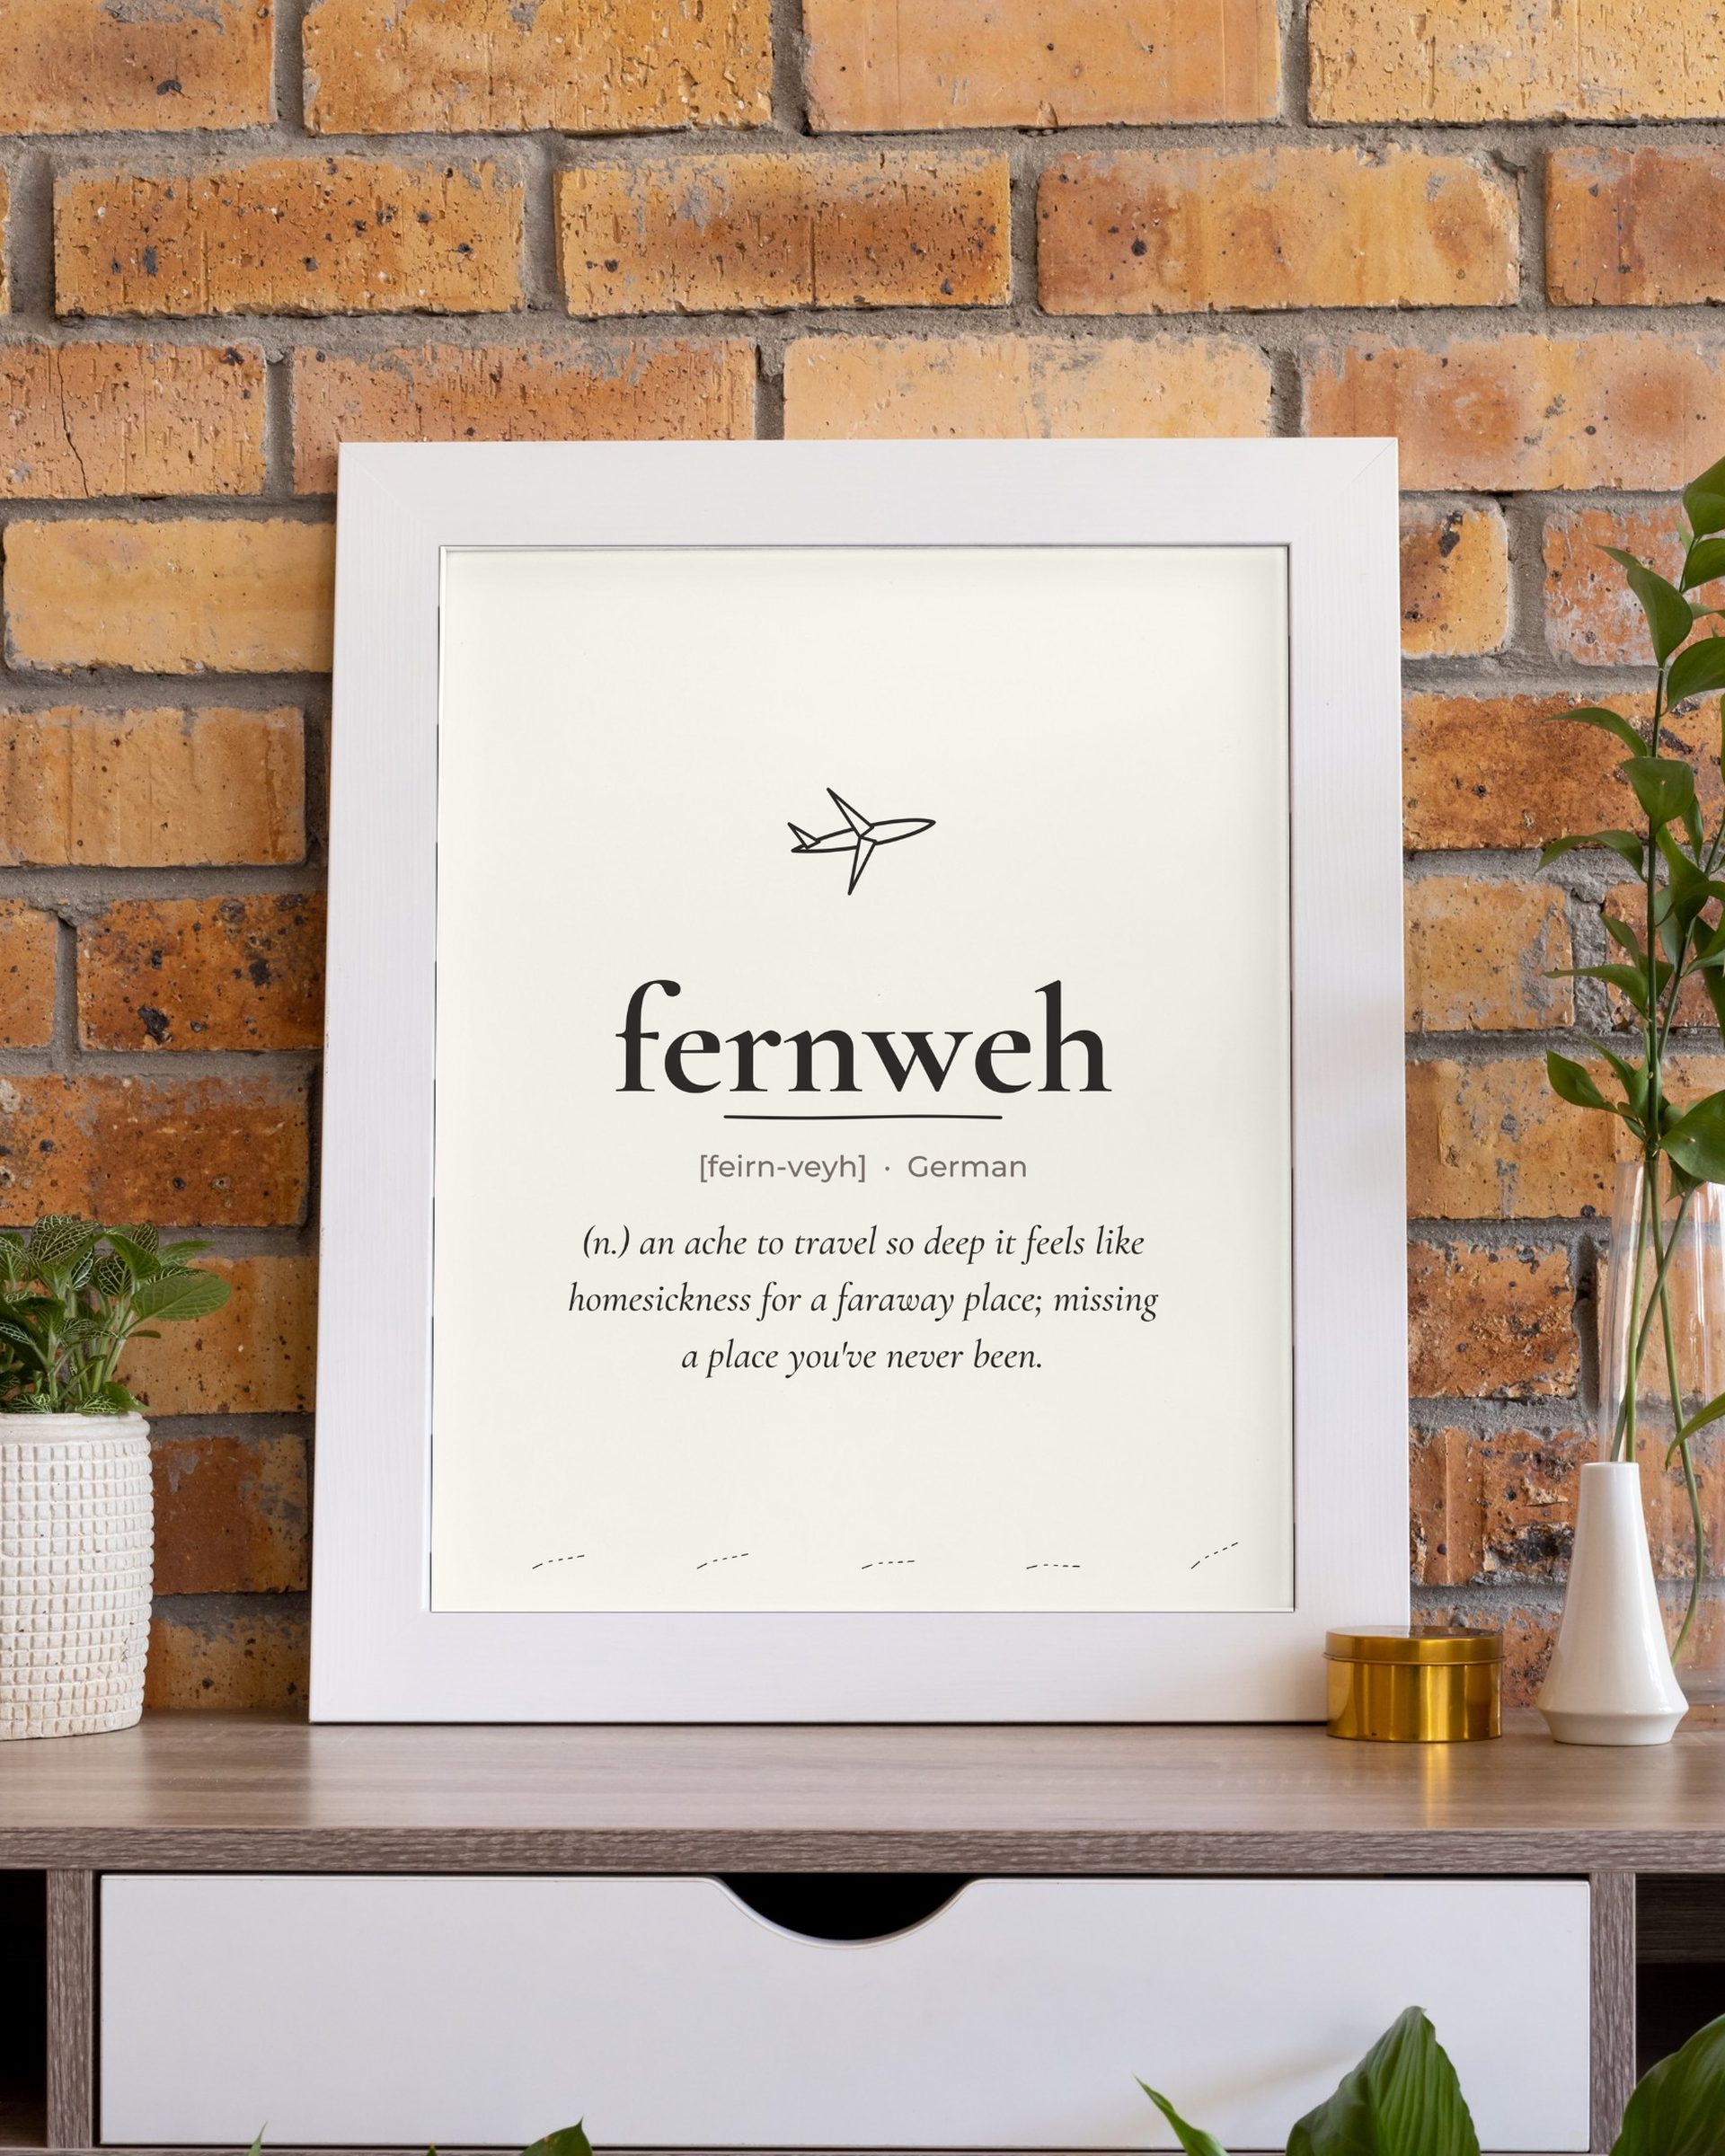 fernweh
[feirn-veyh] · German
(n.) an ache to travel so deep it feels like
homesickness for a faraway place; missing
a place you've never been.